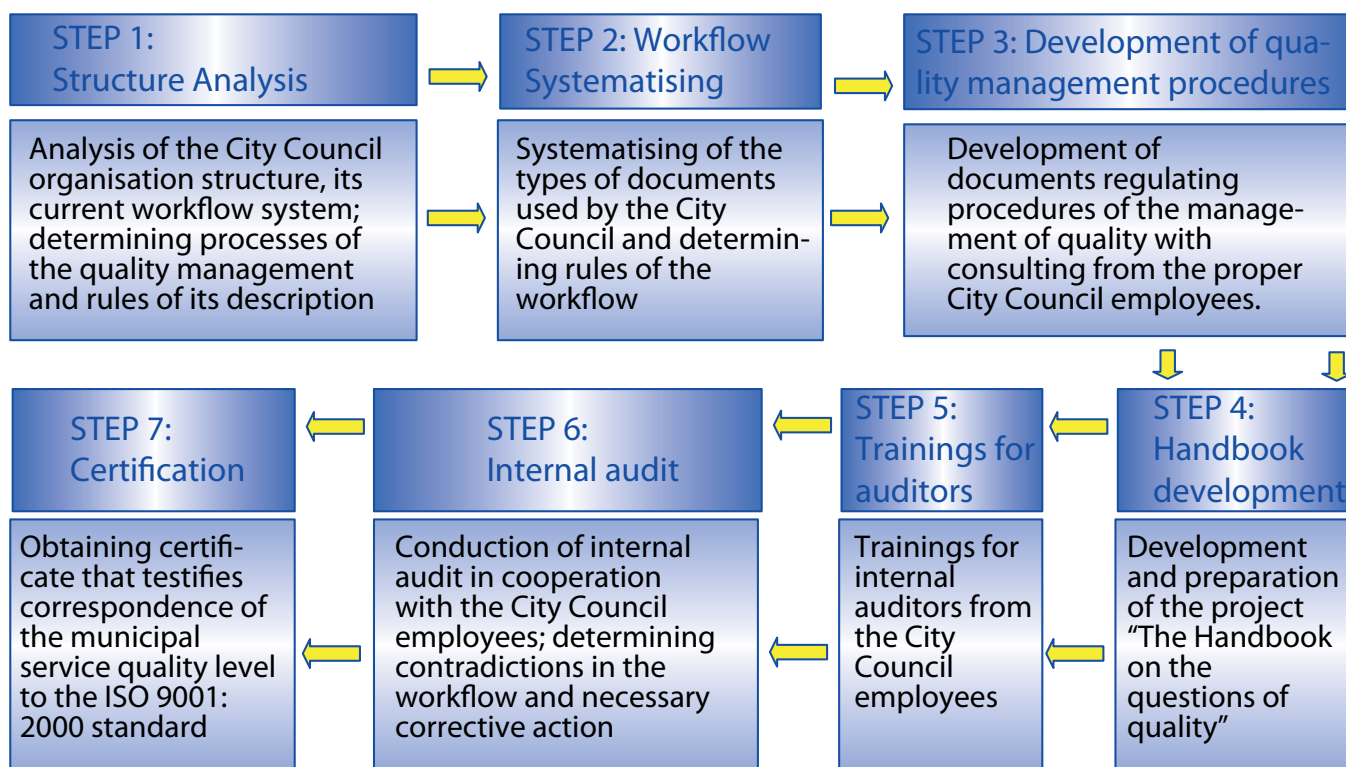 STEP 1:
Structure Analysis
Analysis of the City Council
organisation structure, its
current workflow system;
determining processes of
the quality management
and rules of its description
STEP 2: Workflow
Systematising
Systematising of the
types of documents
used by the City
Council and determin-
ing rules of the
workflow
STEP 3: Development of qua-
lity management procedures
Development of
documents regulating
procedures of the manage-
ment of quality with
consulting from the proper
City Council employees.
STEP 4:
Handbook
development
Development
and preparation
of the project
“The Handbook
on the
questions of
quality”
STEP 5:
Trainings for
auditors
Trainings for
internal
auditors from
the City
Council
employees
STEP 6:
Internal audit
Conduction of internal
audit in cooperation
with the City Council
employees; determining
contradictions in the
workflow and necessary
corrective action
STEP 7:
Certification
Obtaining certifi-
cate that testifies
correspondence of
the municipal
service quality level
to the ISO 9001:
2000 standard